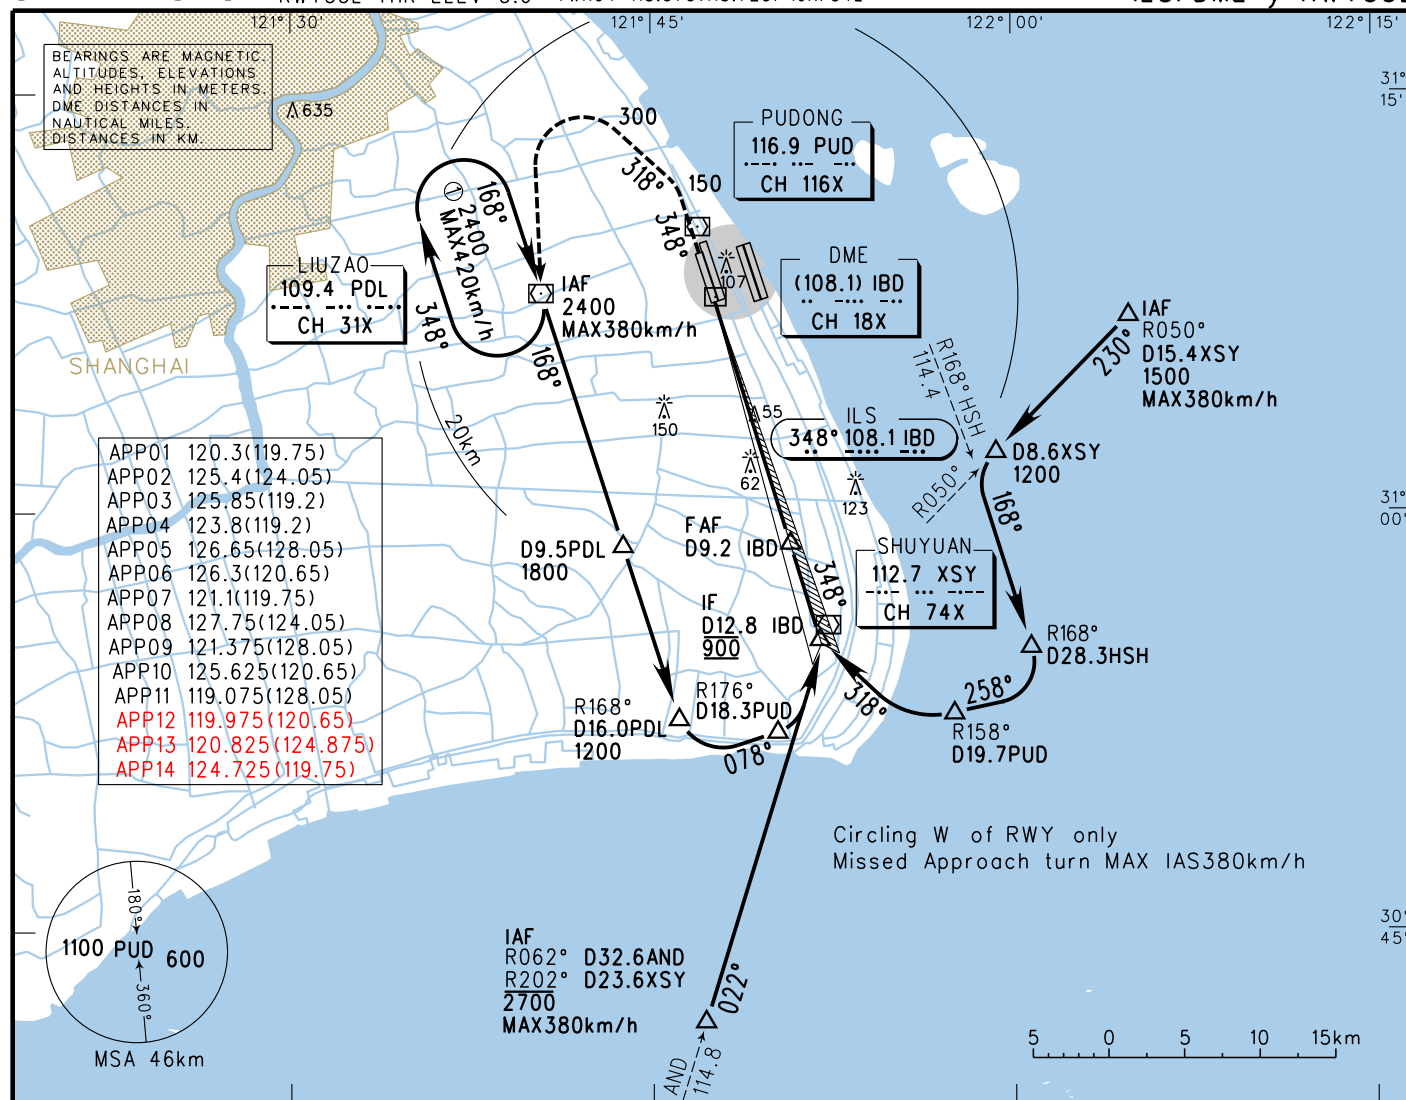 121°30'
121°45'
122°00'
122°15'
BEARINGS ARE MAGNETIC.
ALTITUDES, ELEVATIONS
AND HEIGHTS IN METERS.
DME DISTANCES IN
NAUTICAL MILES.
DISTANCES IN KM.
635
31°
15'
300
318°
150
348°
PUDONG
116.9 PUD
CH 116X
168°
① 2400
MAX420km/h
348°
LIUZAO
109.4 PDL
CH 31X
IAF
2400
MAX380km/h
107
DME
(108.1) IBD
CH 18X
IAF
R050°
D15.4XSY
1500
MAX380km/h
230°
SHANGHAI
168°
20km
150
55
ILS
348° 108.1 IBD
R168°HSH
114.4
D8.6XSY
1200
R050°
62
123
168°
31°
00'
APP01 120.3(119.75)
APP02 125.4(124.05)
APP03 125.85(119.2)
APP04 123.8(119.2)
APP05 126.65(128.05)
APP06 126.3(120.65)
APP07 121.1(119.75)
APP08 127.75(124.05)
APP09 121.375(128.05)
APP10 125.625(120.65)
APP11 119.075(128.05)
APP12 119.975(120.65)
APP13 120.825(124.875)
APP14 124.725(119.75)
D9.5PDL
1800
FAF
D9.2 IBD
348°
SHUYUAN
112.7 XSY
CH 74X
IF
D12.8 IBD
900
R168°
D28.3HSH
R168°
D16.0PDL
1200
R176°
D18.3PUD
078°
318°
258°
R158°
D19.7PUD
Circling W of RWY only
Missed Approach turn MAX IAS380km/h
180°
1100 PUD 600
360°
MSA 46km
IAF
R062° D32.6AND
R202° D23.6XSY
2700
MAX380km/h
022°
AND
114.8
30°
45'
5 0 5 10 15km